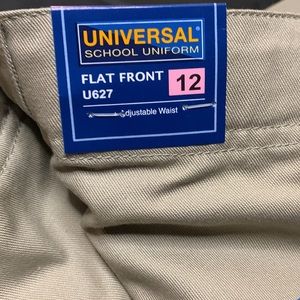 UNIVERSAL
SCHOOL UNIFORM
FLAT FRONT
U627
12
Adjustable Waist